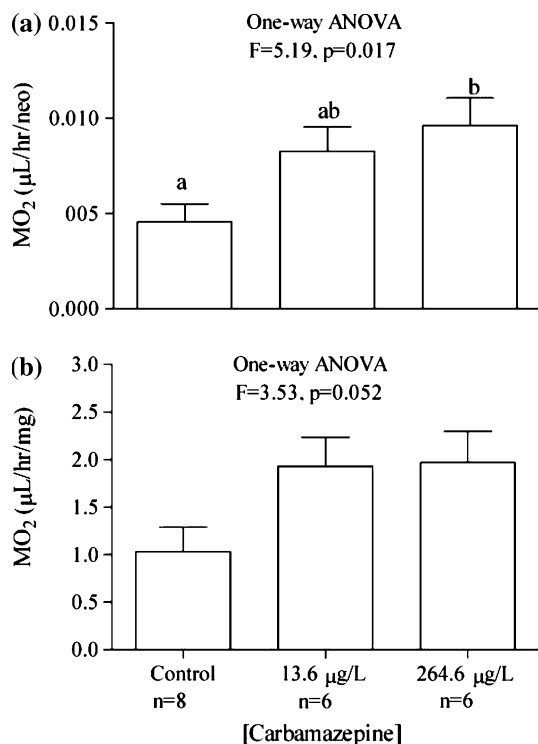 (a)
One-way ANOVA
F=5.19, p=0.017
0.015
0.010
005
0.000
MO₂ (µL/hr/neo)
a
ab
b
(b)
One-way ANOVA
F=3.53, p=0.052
3.0
2.5
2.0
1.5
1.0
0.5
0.0
MO₂ (µL/hr/mg)
Control 13.6 µg/L 264.6 µg/L
n=8 n=6 n=6
[Carbamazepine]